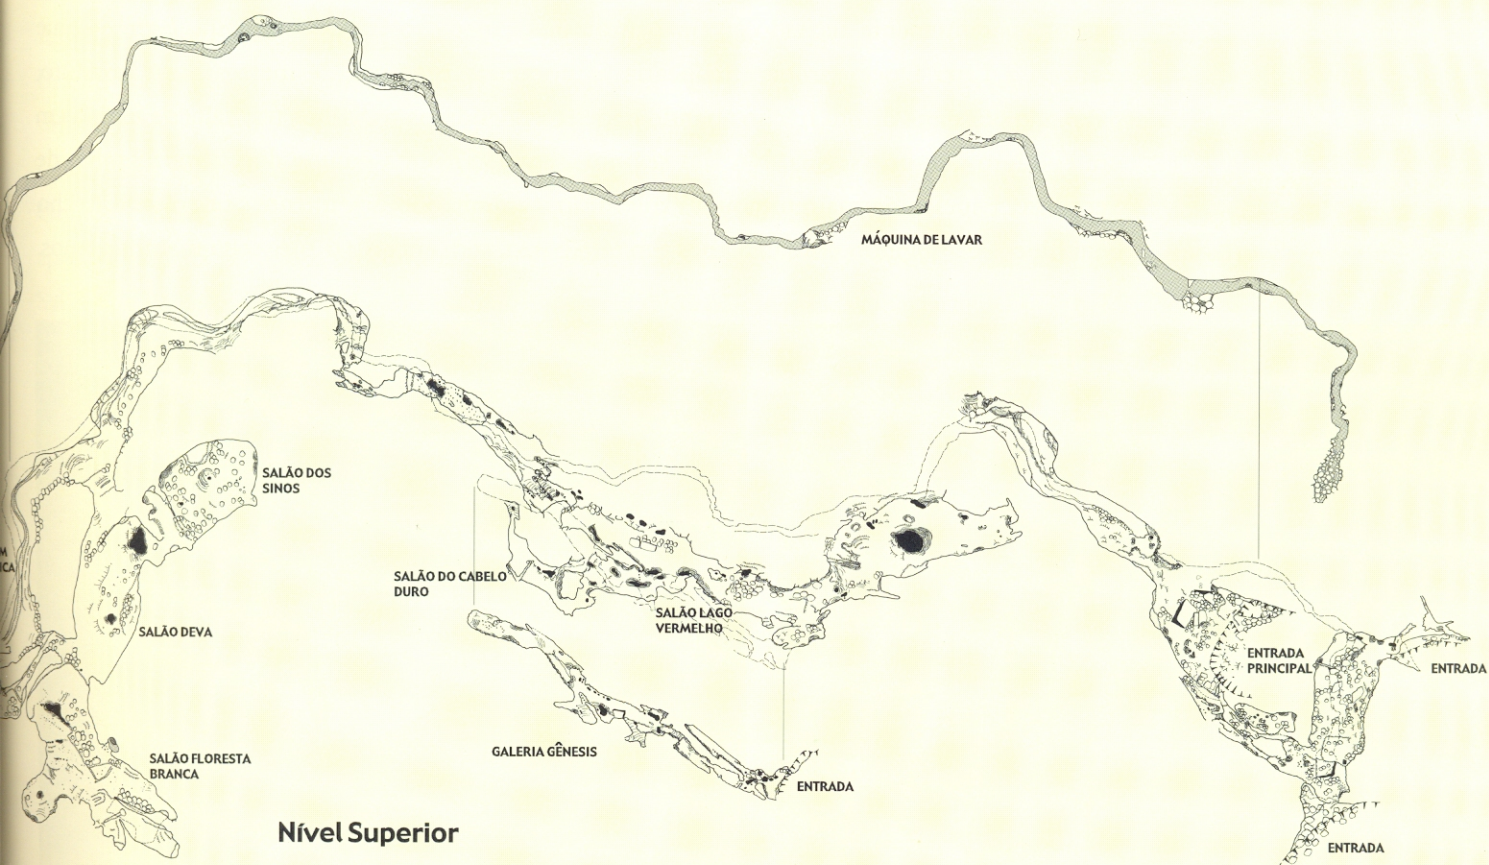 MÁQUINA DE LAVAR
SALÃO DOS
SINOS
SALÃO DO CABELO
DURO
SALÃO LAGO
VERMELHO
SALÃO DEVA
ENTRADA
PRINCIPAL
ENTRADA
SALÃO FLORESTA
BRANCA
GALERIA GÊNESIS
ENTRADA
ENTRADA
Nível Superior